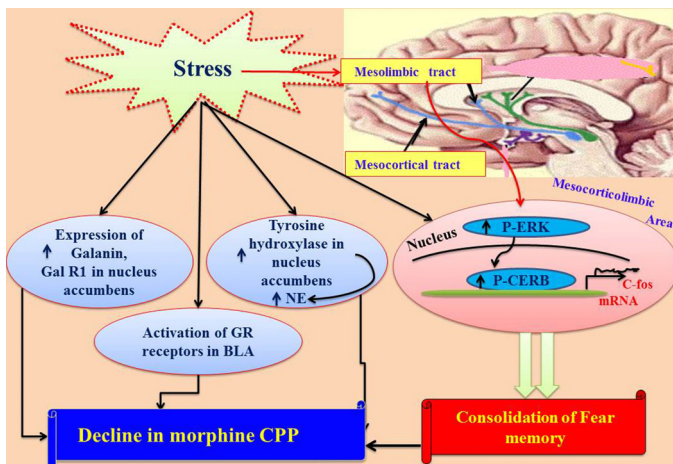 Stress
Mesolimbic tract
Mesocortical tract
Mesocorticolimbic
Area
Expression of
Galanin,
Gal R1 in nucleus
accumbens
Tyrosine
hydroxylase in
nucleus
accumbens
NE
Nucleus
P-ERK
P-CERB
C-fos
mRNA
Activation of GR
receptors in BLA
Decline in morphine CPP
Consolidation of Fear
memory